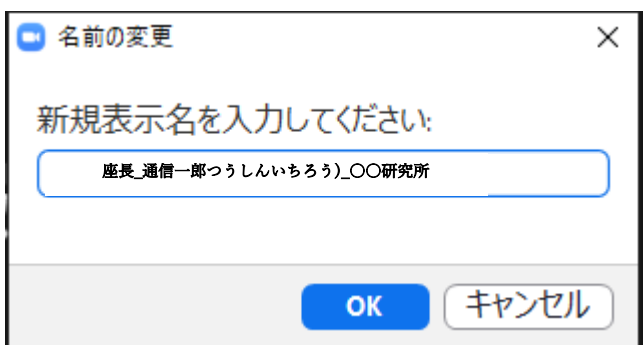 名前の変更
新規表示名を入力してください:
座長_通信一郎つうしんいちろう)_〇〇研究所
OK
キャンセル